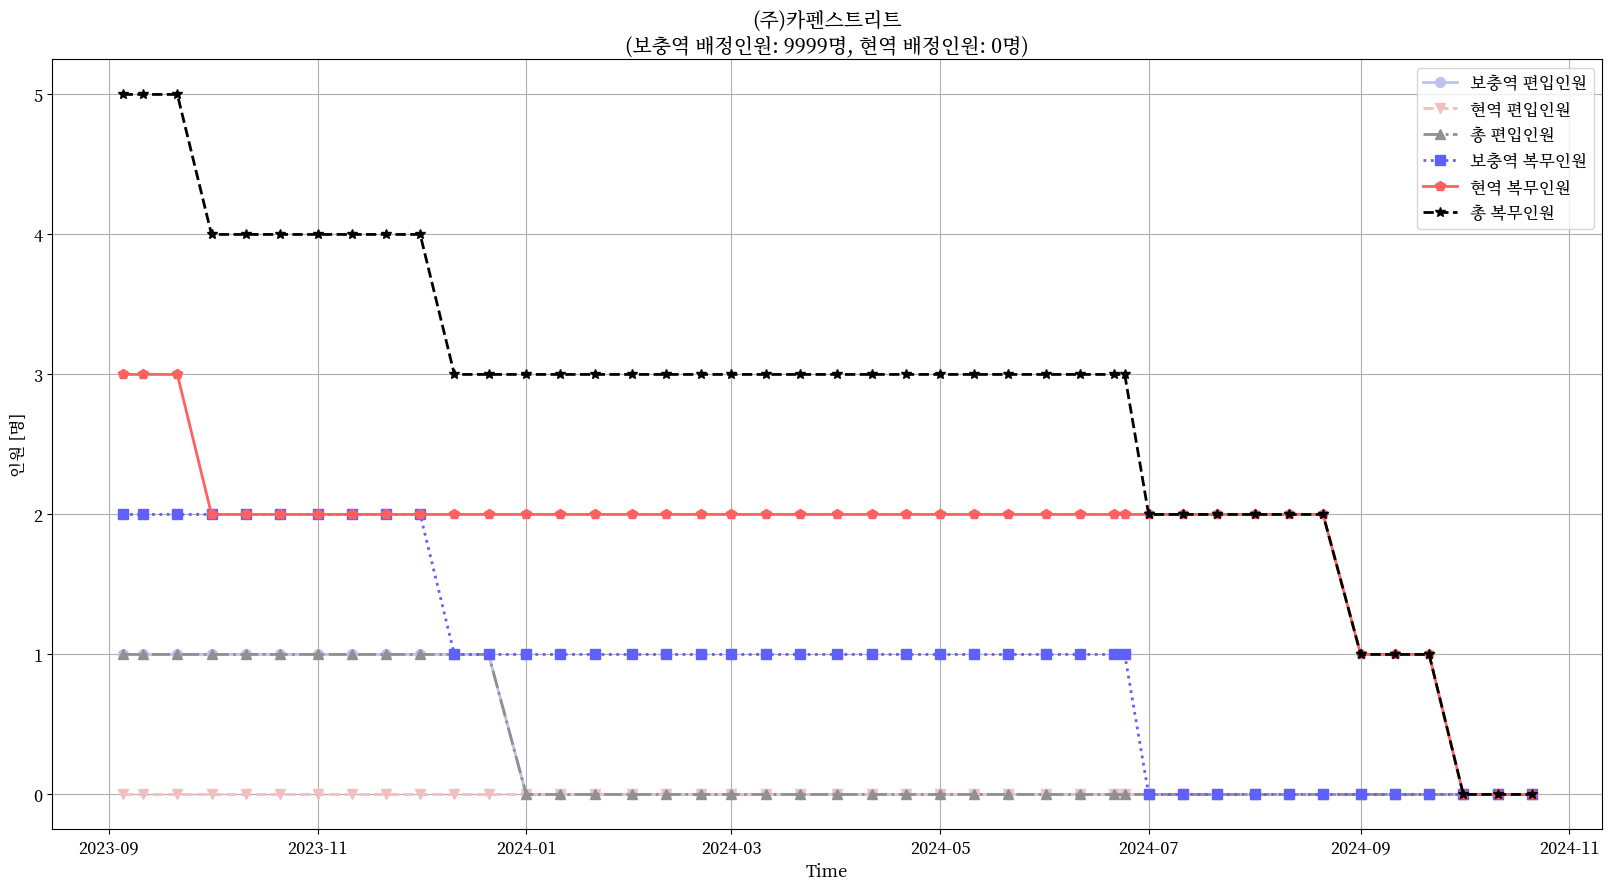 (주)카펜스트리트
(보충역 배정인원: 9999명, 현역 배정인원: 0명)
보충역 편입인원
현역 편입인원
총 편입인원
보충역 복무인원
현역 복무인원
총 복무인원
인원 [명]
5
4
3
2
1
0
2023-09
2023-11
2024-01
2024-03
2024-05
2024-07
2024-09
2024-11
Time